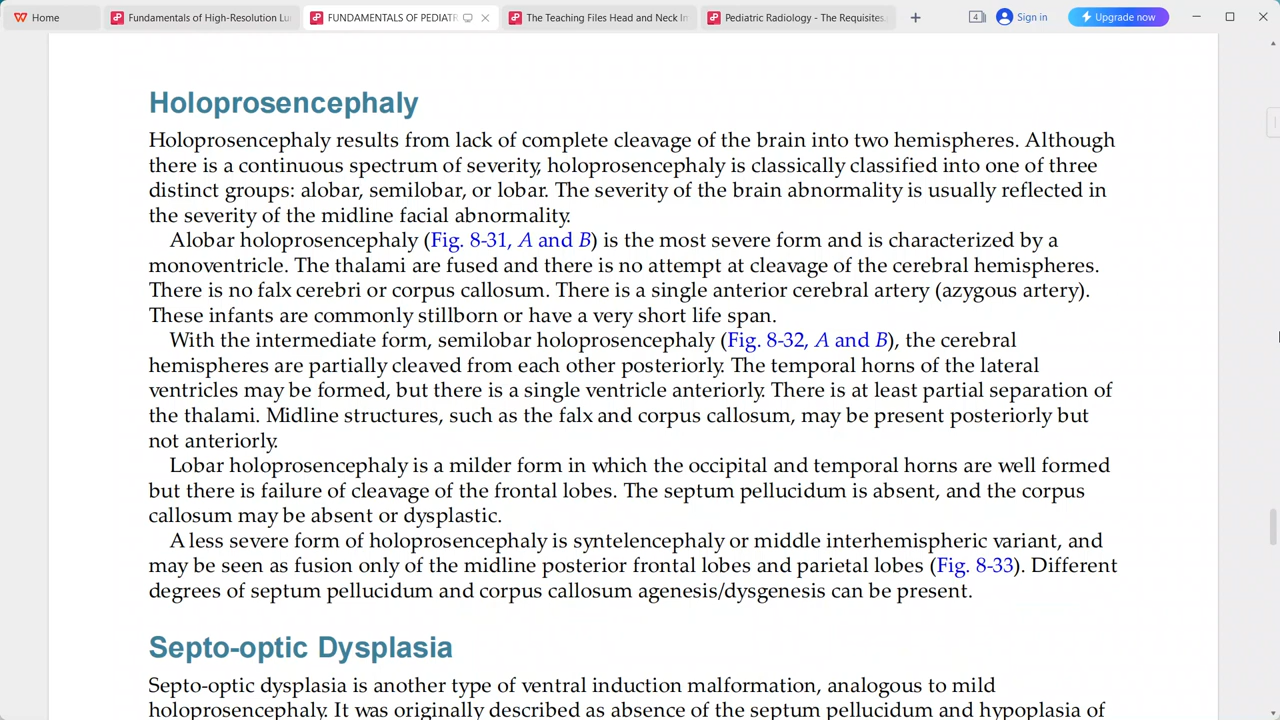 Home
Fundamentals of High-Resolution Lu
FUNDAMENTALS OF PEDIATR
The Teaching Files Head and Neck Im
Pediatric Radiology - The Requisites.
4
Sign in
Upgrade now
Holoprosencephaly
Holoprosencephaly results from lack of complete cleavage of the brain into two hemispheres. Although
there is a continuous spectrum of severity, holoprosencephaly is classically classified into one of three
distinct groups: alobar, semilobar, or lobar. The severity of the brain abnormality is usually reflected in
the severity of the midline facial abnormality.
Alobar holoprosencephaly (Fig. 8-31, A and B) is the most severe form and is characterized by a
monoventricle. The thalami are fused and there is no attempt at cleavage of the cerebral hemispheres.
There is no falx cerebri or corpus callosum. There is a single anterior cerebral artery (azygous artery).
These infants are commonly stillborn or have a very short life span.
With the intermediate form, semilobar holoprosencephaly (Fig. 8-32, A and B), the cerebral
hemispheres are partially cleaved from each other posteriorly. The temporal horns of the lateral
ventricles may be formed, but there is a single ventricle anteriorly. There is at least partial separation of
the thalami. Midline structures, such as the falx and corpus callosum, may be present posteriorly but
not anteriorly.
Lobar holoprosencephaly is a milder form in which the occipital and temporal horns are well formed
but there is failure of cleavage of the frontal lobes. The septum pellucidum is absent, and the corpus
callosum may be absent or dysplastic.
A less severe form of holoprosencephaly is syntelencephaly or middle interhemispheric variant, and
may be seen as fusion only of the midline posterior frontal lobes and parietal lobes (Fig. 8-33). Different
degrees of septum pellucidum and corpus callosum agenesis/dysgenesis can be present.
Septo-optic Dysplasia
Septo-optic dysplasia is another type of ventral induction malformation, analogous to mild
holoprosencephaly. It was originally described as absence of the septum pellucidum and hypoplasia of